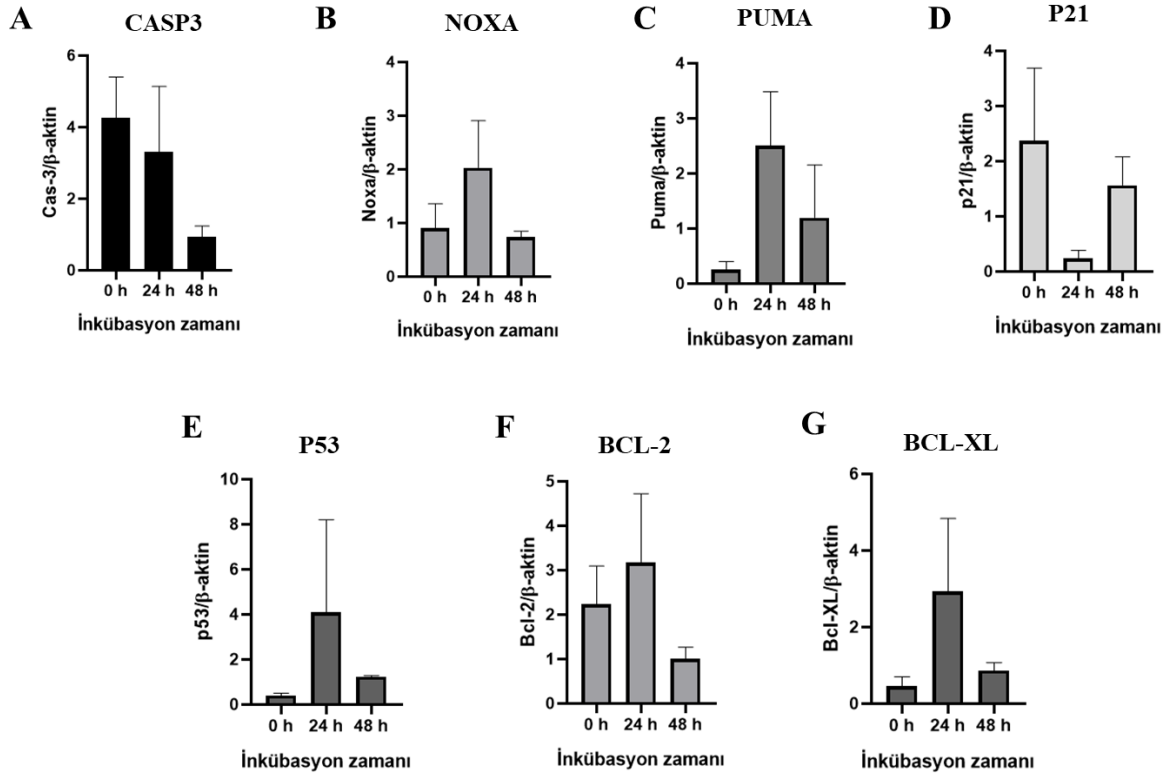 A
CASP3
Cas-3/β-aktin
6
4
2
0
0 h 24 h 48 h
İnkübasyon zamanı
B
NOXA
Noxa/β-aktin
4
3
2
1
0
0 h 24 h 48 h
İnkübasyon zamanı
C
PUMA
Puma/β-aktin
4
3
2
1
0
0 h 24 h 48 h
İnkübasyon zamanı
D
P21
p21/β-aktin
4
3
2
1
0
0 h 24 h 48 h
İnkübasyon zamanı
E
P53
p53/β-aktin
10
8
6
4
2
0
0 h 24 h 48 h
İnkübasyon zamanı
F
BCL-2
Bcl-2/β-aktin
5
4
3
2
1
0
0 h 24 h 48 h
İnkübasyon zamanı
G
BCL-XL
Bcl-XL/β-aktin
6
4
2
0
0 h 24 h 48 h
İnkübasyon zamanı